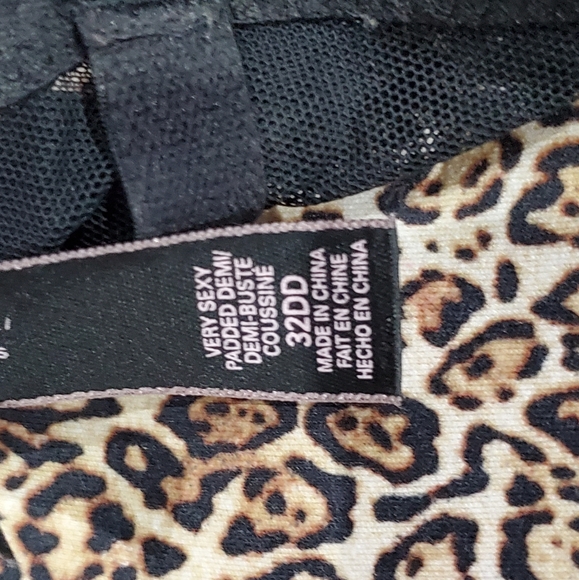 VERY SEXY
PADDED DEMI/
DEMI-BUSTE
COUSSINÉ
32DD
MADE IN CHINA
FAIT EN CHINE
HECHO EN CHINA